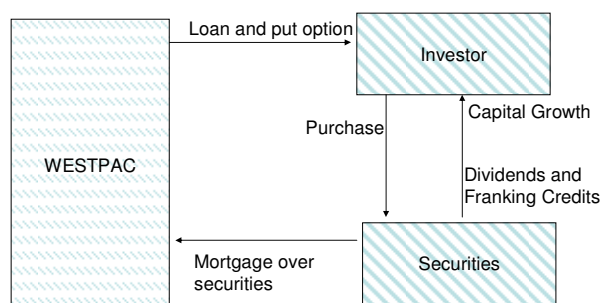 Loan and put option
Investor
Capital Growth
Purchase
WESTPAC
Dividends and
Franking Credits
Mortgage over
securities
Securities